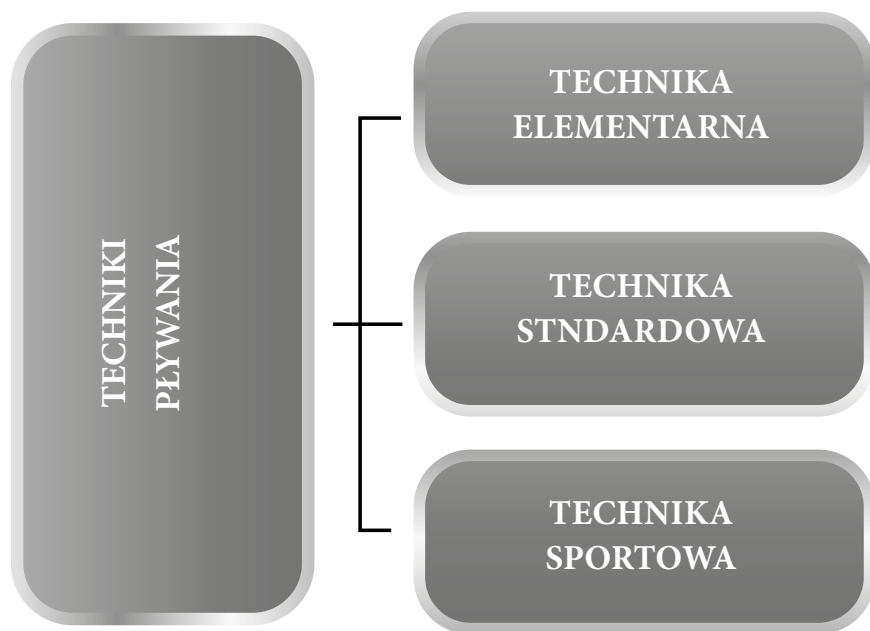 TECHNIKI
PŁYWANIA
TECHNIKA
ELEMENTARNA
TECHNIKA
STNDARDOWA
TECHNIKA
SPORTOWA